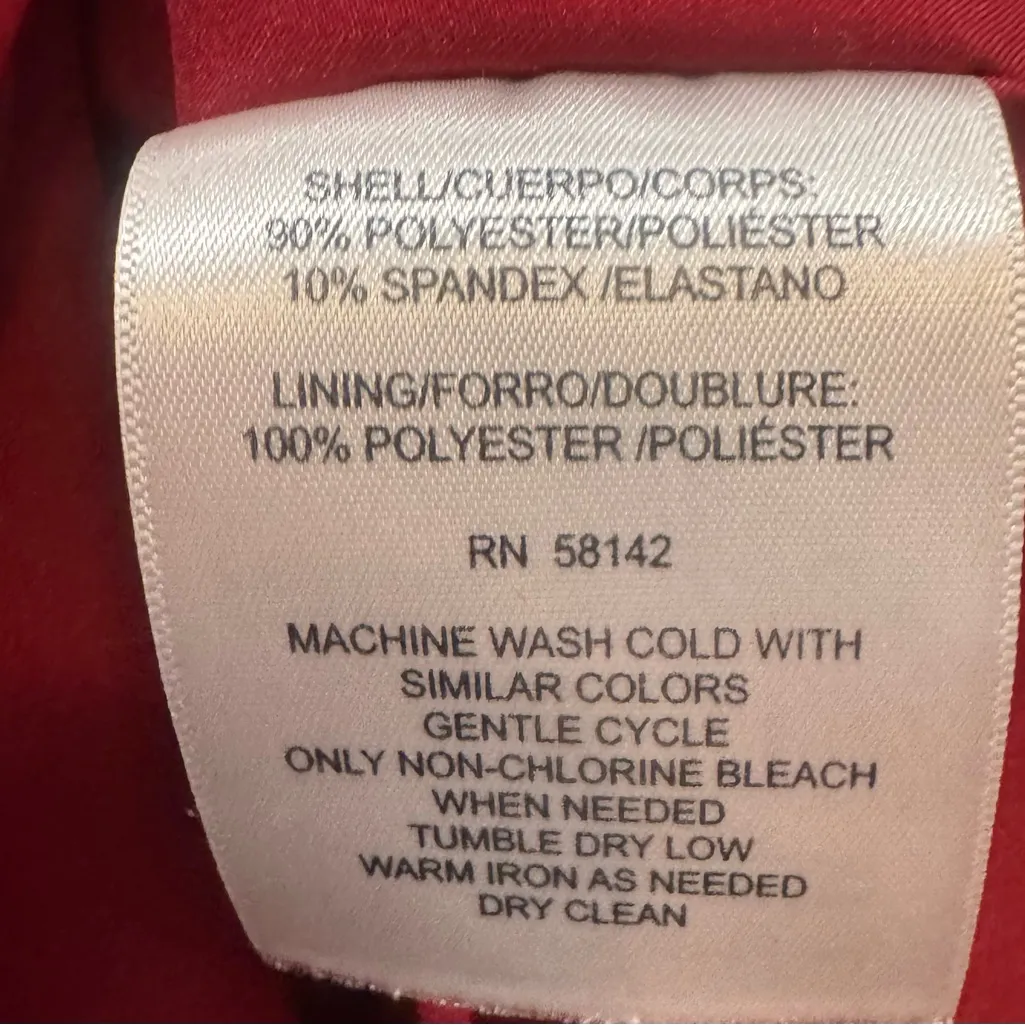 SHELL/CUERPO/CORPS:
90% POLYESTER/POLIÉSTER
10% SPANDEX /ELASTANO
LINING/FORRO/DOUBLURE:
100% POLYESTER /POLIÉSTER
RN 58142
MACHINE WASH COLD WITH
SIMILAR COLORS
GENTLE CYCLE
ONLY NON-CHLORINE BLEACH
WHEN NEEDED
TUMBLE DRY LOW
WARM IRON AS NEEDED
DRY CLEAN